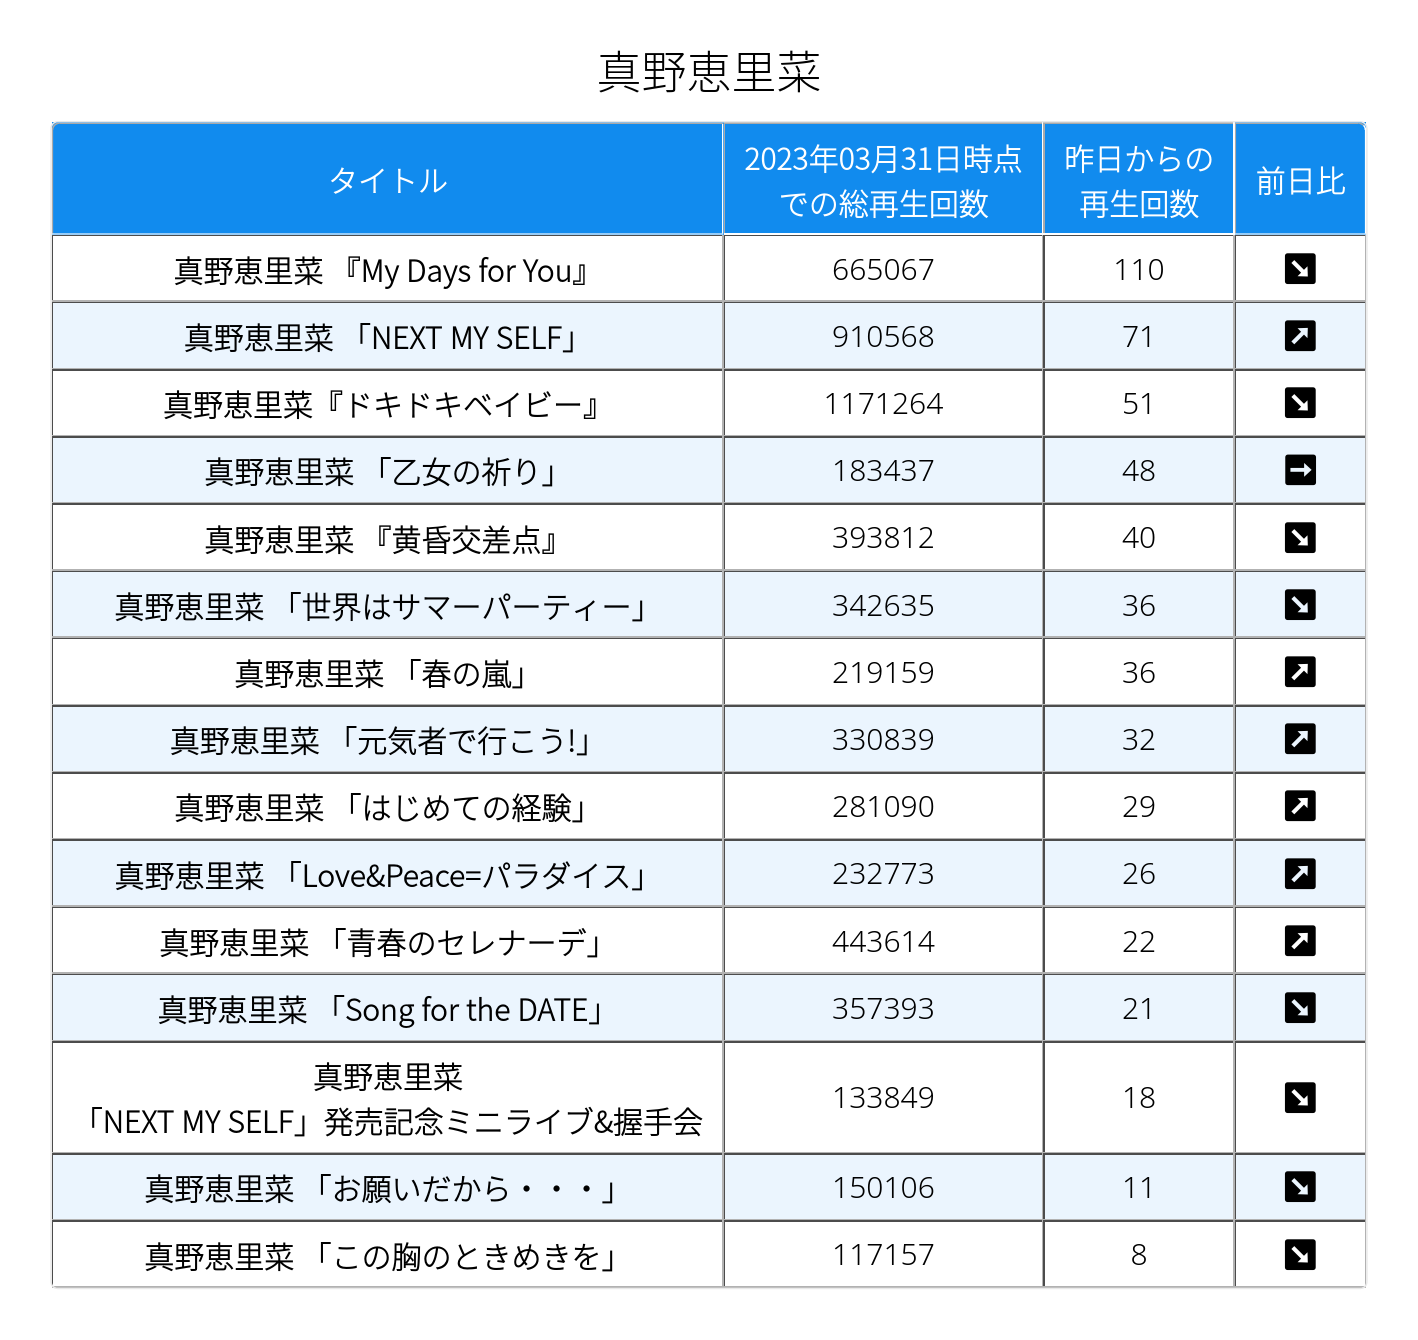 真野恵里菜
タイトル
2023年03月31日時点
での総再生回数
昨日からの
再生回数
前日比
真野恵里菜 『My Days for You』 665067 110 ↘
真野恵里菜 「NEXT MY SELF」 910568 71 ↗
真野恵里菜『ドキドキベイビー』 1171264 51 ↘
真野恵里菜 「乙女の祈り」 183437 48 →
真野恵里菜 『黄昏交差点』 393812 40 ↘
真野恵里菜 「世界はサマーパーティー」 342635 36 ↘
真野恵里菜 「春の嵐」 219159 36 ↗
真野恵里菜 「元気者で行こう!」 330839 32 ↗
真野恵里菜 「はじめての経験」 281090 29 ↗
真野恵里菜 「Love&Peace=パラダイス」 232773 26 ↗
真野恵里菜 「青春のセレナーデ」 443614 22 ↗
真野恵里菜 「Song for the DATE」 357393 21 ↘
真野恵里菜
「NEXT MY SELF」発売記念ミニライブ&握手会 133849 18 ↘
真野恵里菜 「お願いだから・・・」 150106 11 ↘
真野恵里菜 「この胸のときめきを」 117157 8 ↘